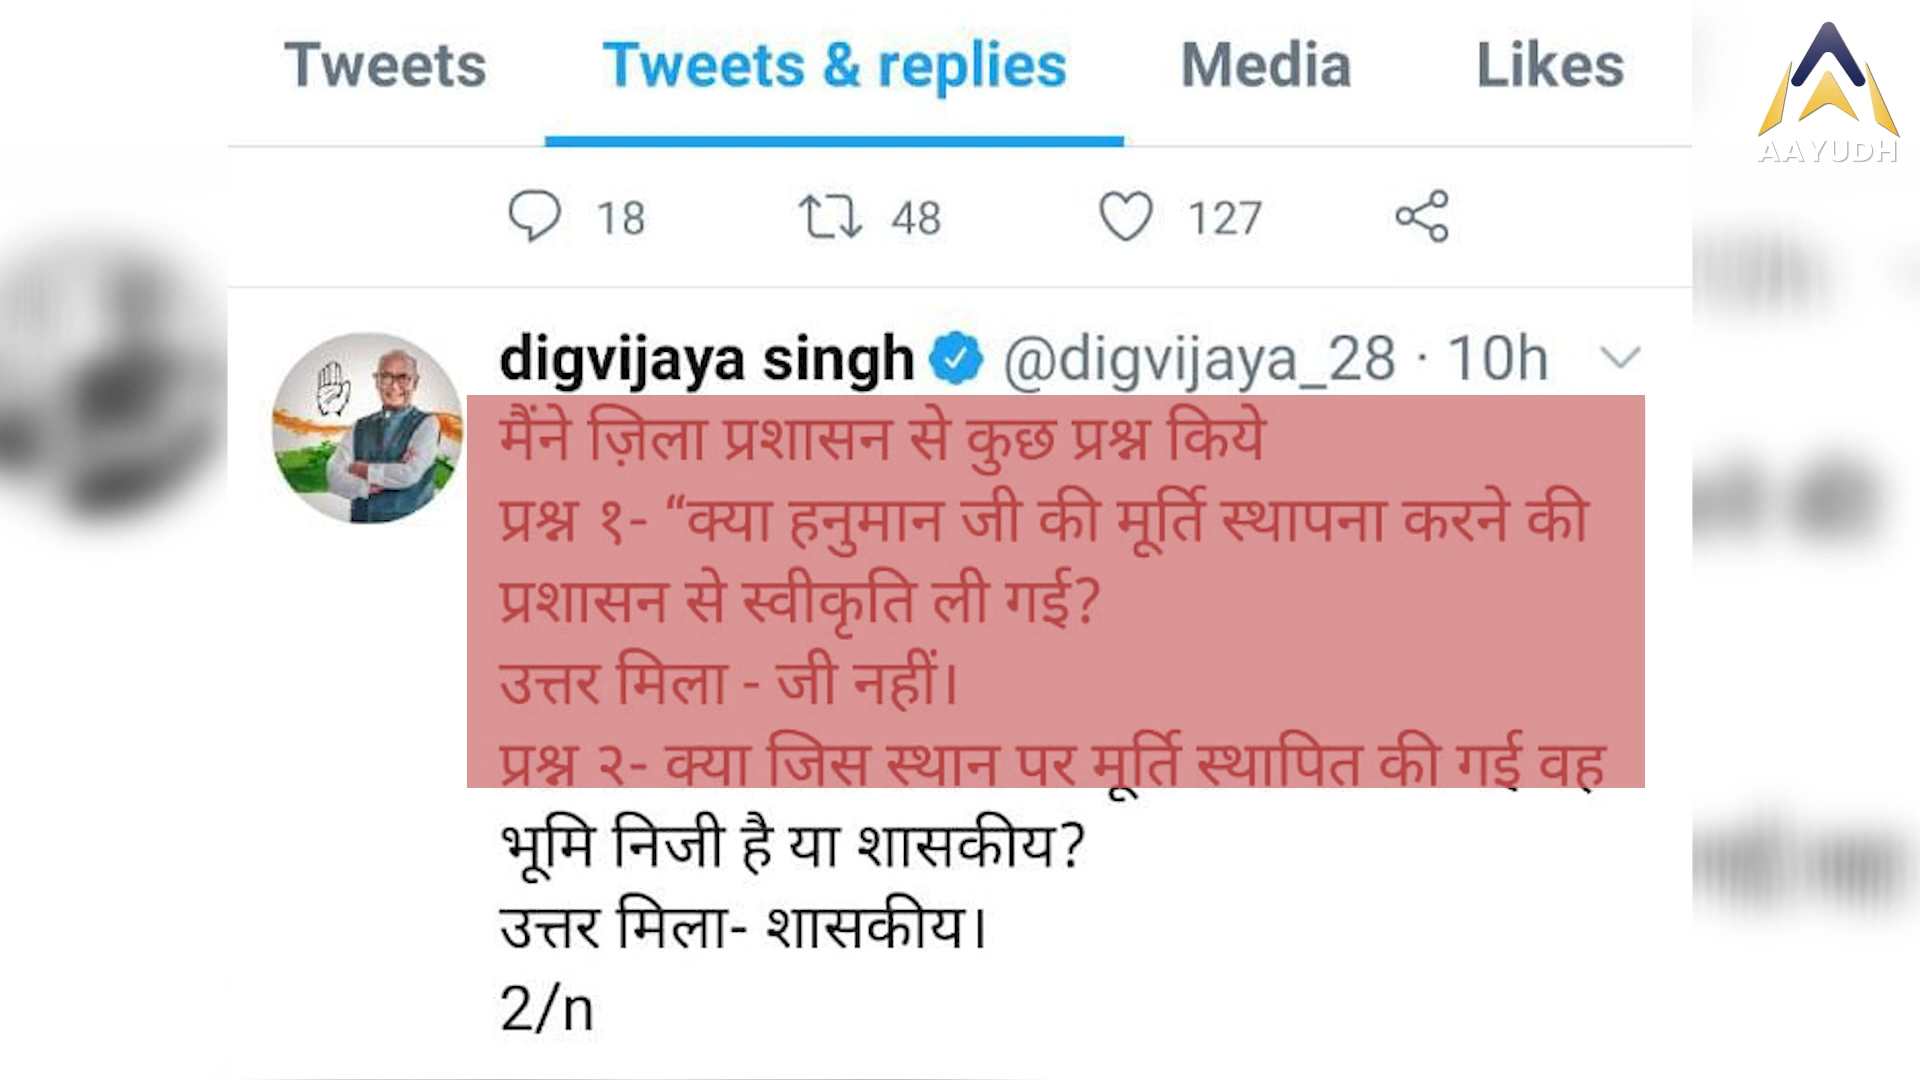 Tweets Tweets & replies Media Likes
AAYUDH
18 48 127
digvijaya singh @digvijaya_28 · 10h
मैंने ज़िला प्रशासन से कुछ प्रश्न किये
प्रश्न १- “क्या हनुमान जी की मूर्ति स्थापना करने की
प्रशासन से स्वीकृति ली गई?
उत्तर मिला - जी नहीं।
प्रश्न २- क्या जिस स्थान पर मूर्ति स्थापित की गई वह
भूमि निजी है या शासकीय?
उत्तर मिला- शासकीय।
2/n